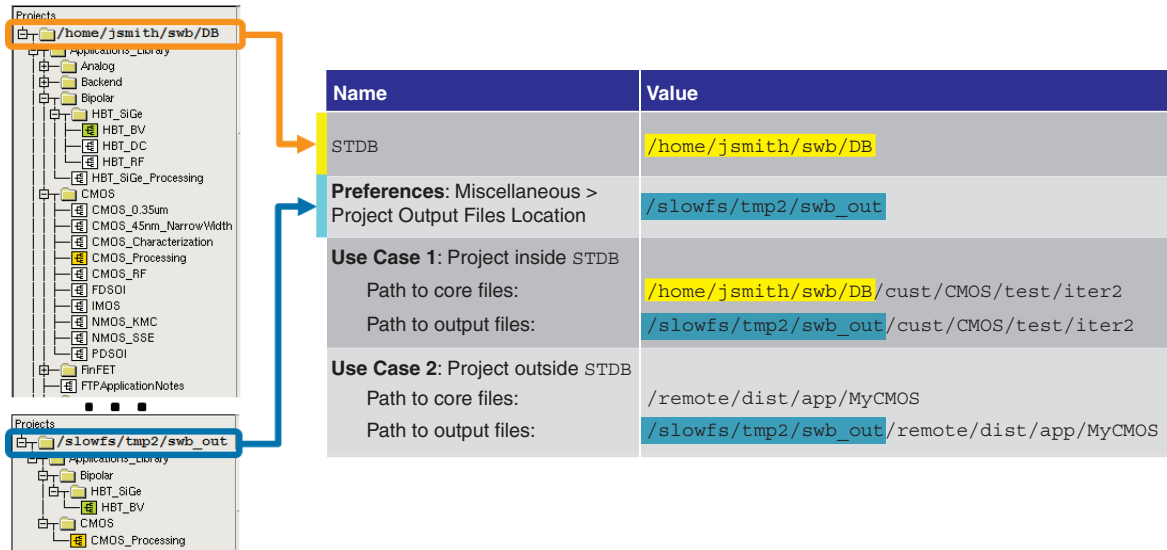 Projects
/home/jsmith/swb/DB
Applications_Library
Analog
Backend
Bipolar
HBT_SiGe
HBT_BV
HBT_DC
HBT_RF
HBT_SiGe_Processing
CMOS
CMOS_0.35um
CMOS_45nm_NarrowWidth
CMOS_Characterization
CMOS_Processing
CMOS_RF
FDSOI
IMOS
NMOS_KMC
NMOS_SSE
PDSOI
FinFET
FTPApplicationNotes
Projects
/slowfs/tmp2/swb_out
Applications_Library
Bipolar
HBT_SiGe
HBT_BV
CMOS
CMOS_Processing
Name Value
STDB /home/jsmith/swb/DB
Preferences: Miscellaneous >
Project Output Files Location /slowfs/tmp2/swb_out
Use Case 1: Project inside STDB
Path to core files: /home/jsmith/swb/DB/cust/CMOS/test/iter2
Path to output files: /slowfs/tmp2/swb_out/cust/CMOS/test/iter2
Use Case 2: Project outside STDB
Path to core files: /remote/dist/app/MyCMOS
Path to output files: /slowfs/tmp2/swb_out/remote/dist/app/MyCMOS